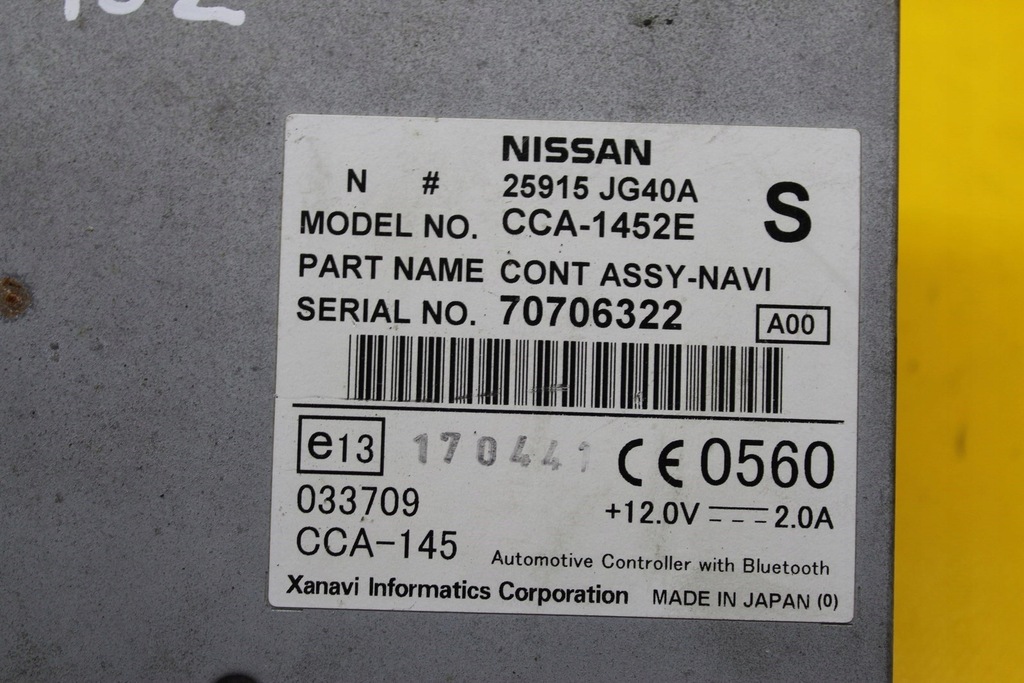 NISSAN
N # 25915 JG40A
S
MODEL NO. CCA-1452E
PART NAME CONT ASSY-NAVI
SERIAL NO. 70706322
A00
e13 170441 CE 0560
033709
+12.0V 2.0A
CCA-145
Automotive Controller with Bluetooth
Xanavi Informatics Corporation MADE IN JAPAN (0)